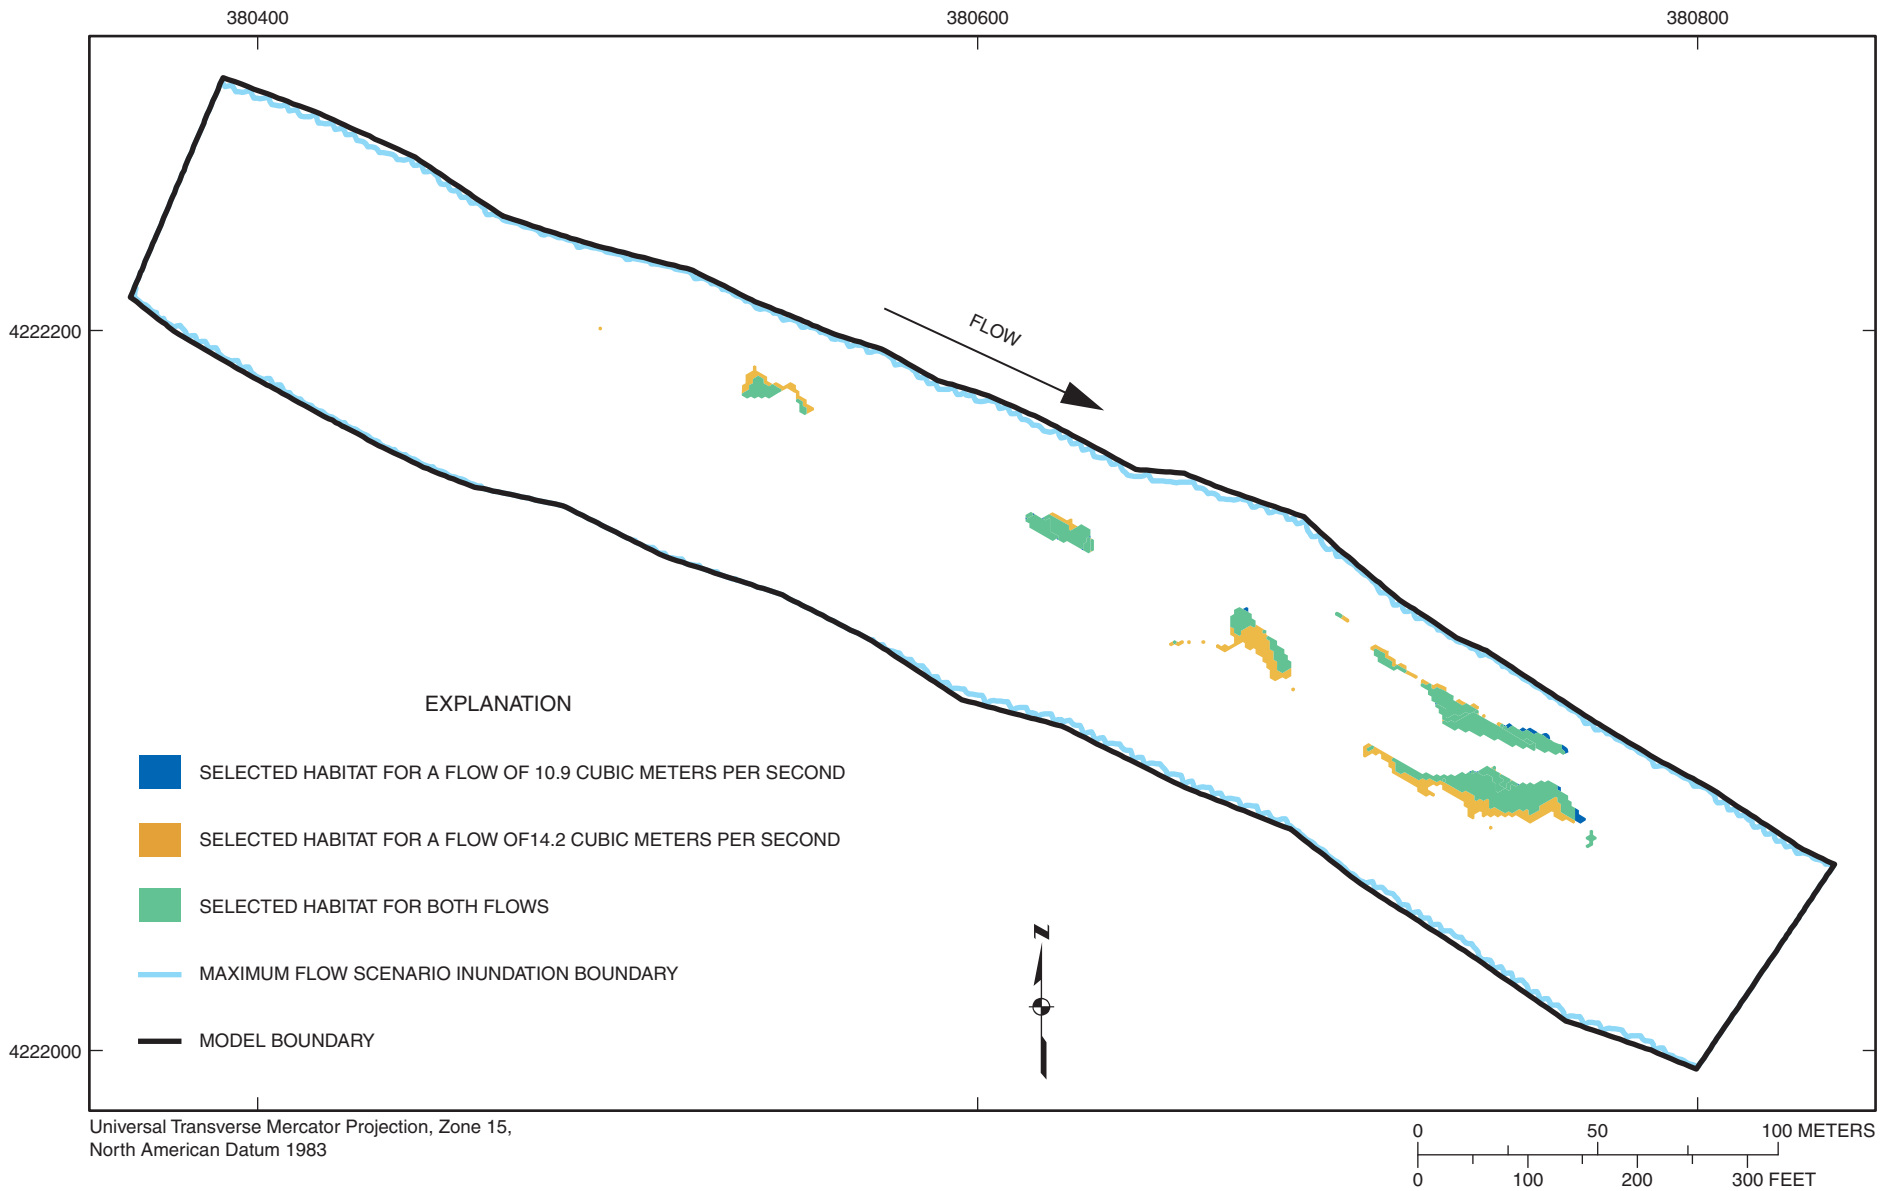 380400
380600
380800
4222200
FLOW
EXPLANATION
SELECTED HABITAT FOR A FLOW OF 10.9 CUBIC METERS PER SECOND
SELECTED HABITAT FOR A FLOW OF14.2 CUBIC METERS PER SECOND
SELECTED HABITAT FOR BOTH FLOWS
MAXIMUM FLOW SCENARIO INUNDATION BOUNDARY
MODEL BOUNDARY
N
4222000
Universal Transverse Mercator Projection, Zone 15,
North American Datum 1983
0 50 100 METERS
0 100 200 300 FEET